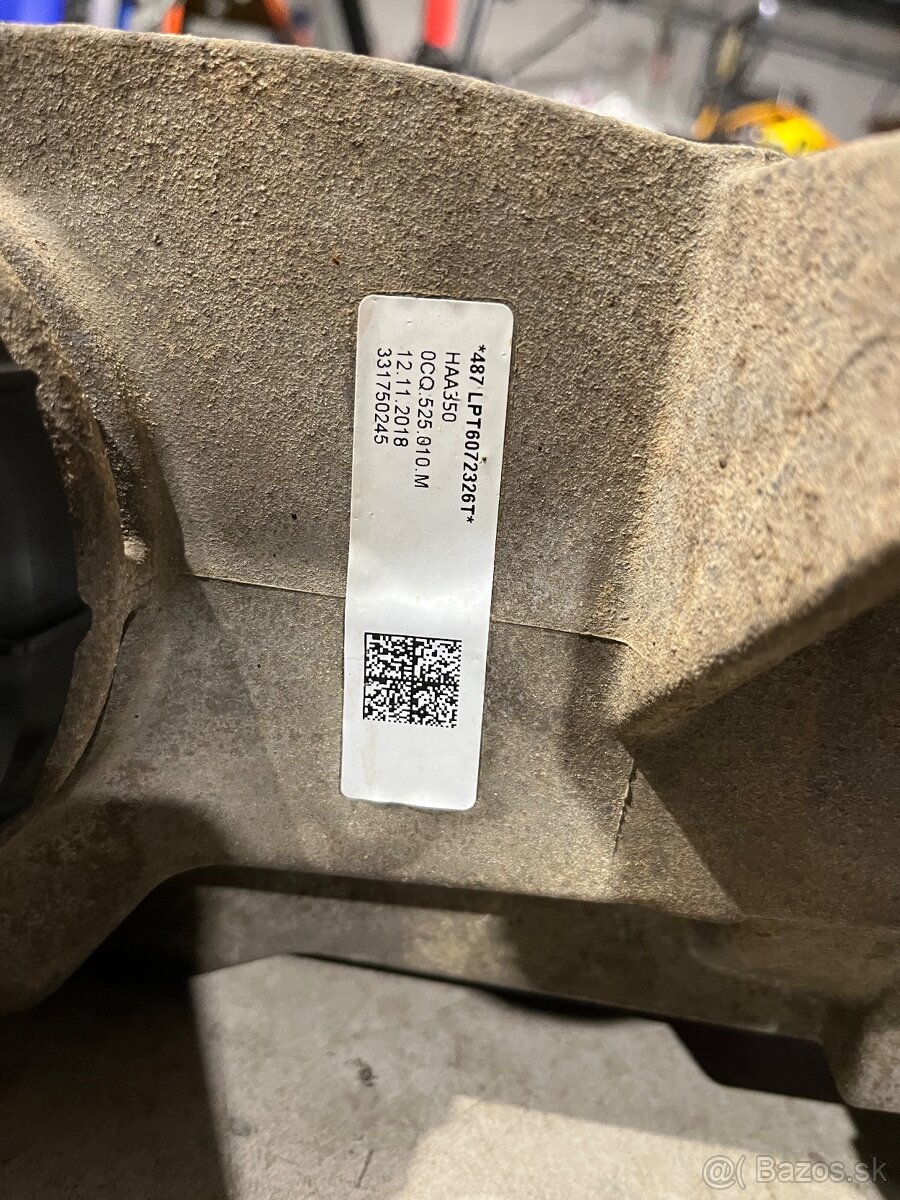 *487 LPT6072326T*
HAA350
0CQ.525.010.M
12.11.2018
331750245
@( Bazos.sk